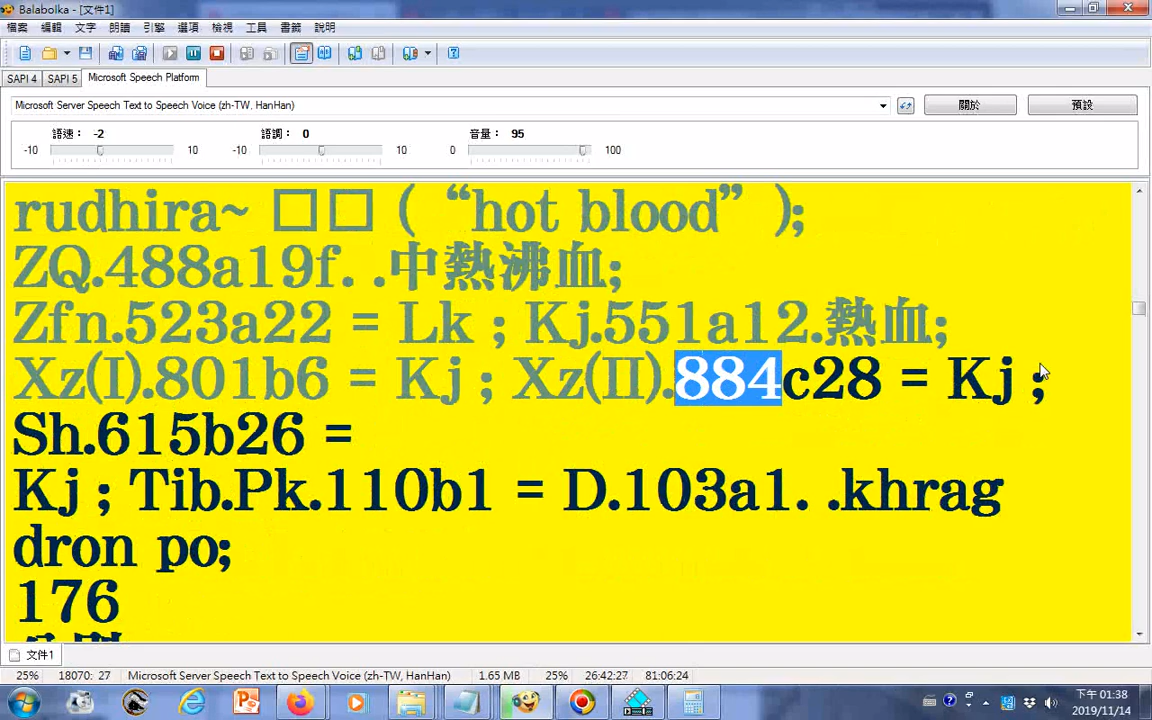 Balabolka - [文件1]
檔案 編輯 文字 朗讀 引擎 選項 檢視 工具 書籤 說明
SAPI 4 SAPI 5 Microsoft Speech Platform
Microsoft Server Speech Text to Speech Voice (zh-TW, HanHan) 關於 預設
語速： -2 語調： 0 音量： 95
-10 10 -10 10 0 100
rudhira~ □□ (“hot blood”);
ZQ.488a19f. .中熱沸血;
Zfn.523a22 = Lk ; Kj.551a12.熱血;
Xz(I).801b6 = Kj ; Xz(II).884c28 = Kj ;
Sh.615b26 =
Kj ; Tib.Pk.110b1 = D.103a1. .khrag
dron po;
176
文件1
25% 18070: 27 Microsoft Server Speech Text to Speech Voice (zh-TW, HanHan) 1.65 MB 25% 26:42:27 81:06:24
下午 01:38
2019/11/14